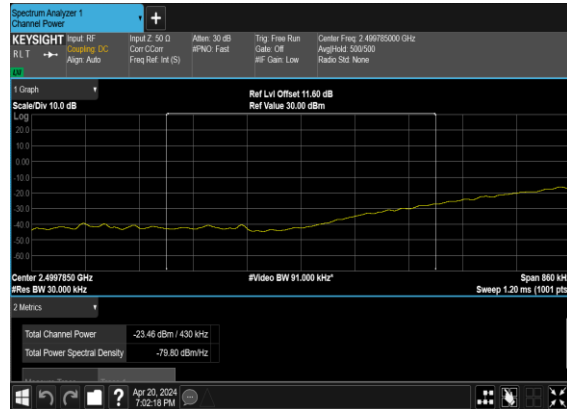 Spectrum Analyzer 1
Channel Power
+
KEYSIGHT Input: RF Input Z: 50 Ω Atten: 30 dB Trig: Free Run Center Freq: 2.499785000 GHz
RLT Coupling: DC Corr CCorr #PNO: Fast Gate: Off Avg|Hold: 500/500
Align: Auto Freq Ref: Int (S) #IF Gain: Low Radio Std: None
LW
1 Graph
Ref Lvl Offset 11.60 dB
Scale/Div 10.0 dB Ref Value 30.00 dBm
Log
20.0
10.0
0.00
-10.0
-20.0
-30.0
-40.0
-50.0
-60.0
Center 2.4997850 GHz #Video BW 91.000 kHz* Span 860 kH
#Res BW 30.000 kHz Sweep 1.20 ms (1001 pts
2 Metrics
Total Channel Power -23.46 dBm / 430 kHz
Total Power Spectral Density -79.80 dBm/Hz
? Apr 20, 2024
7:02:18 PM